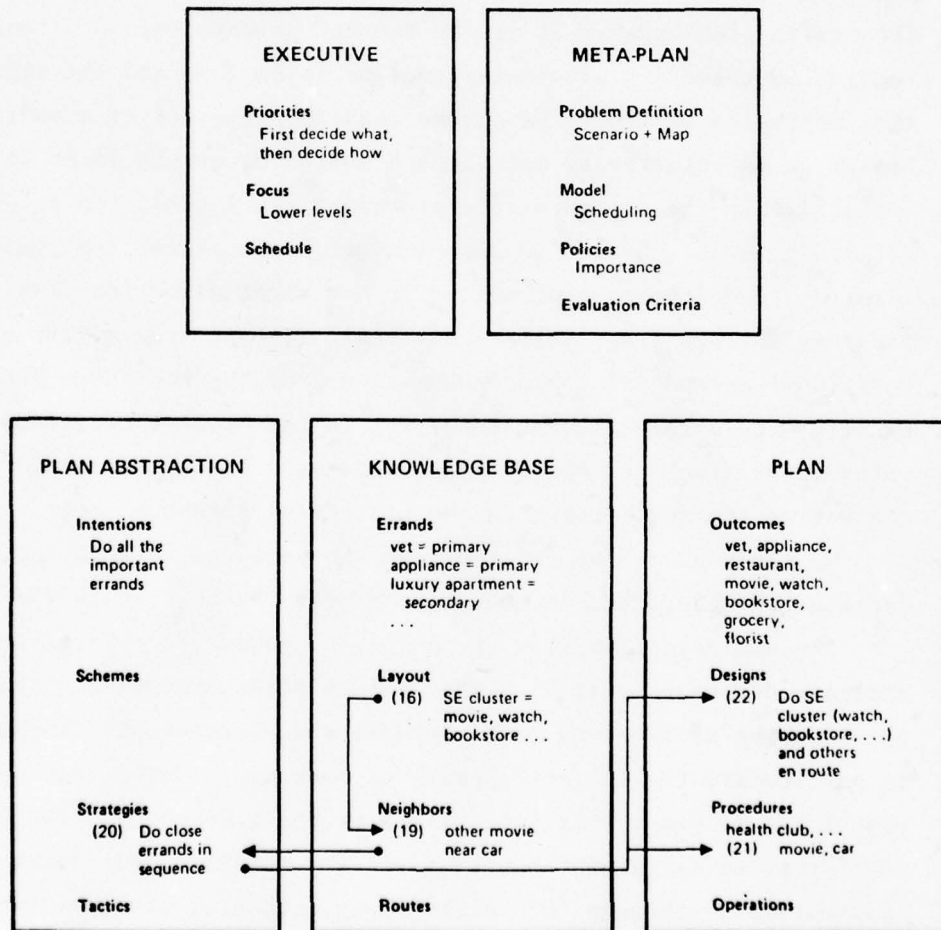 EXECUTIVE
Priorities
First decide what,
then decide how
Focus
Lower levels
Schedule
META-PLAN
Problem Definition
Scenario + Map
Model
Scheduling
Policies
Importance
Evaluation Criteria
PLAN ABSTRACTION
Intentions
Do all the
important
errands
Schemes
Strategies
(20) Do close
errands in
sequence
Tactics
KNOWLEDGE BASE
Errands
vet = primary
appliance = primary
luxury apartment =
secondary
. . .
Layout
(16) SE cluster =
movie, watch,
bookstore . . .
Neighbors
(19) other movie
near car
Routes
PLAN
Outcomes
vet, appliance,
restaurant,
movie, watch,
bookstore,
grocery,
florist
Designs
(22) Do SE
cluster (watch,
bookstore, . . .)
and others
en route
Procedures
health club, . . .
(21) movie, car
Operations